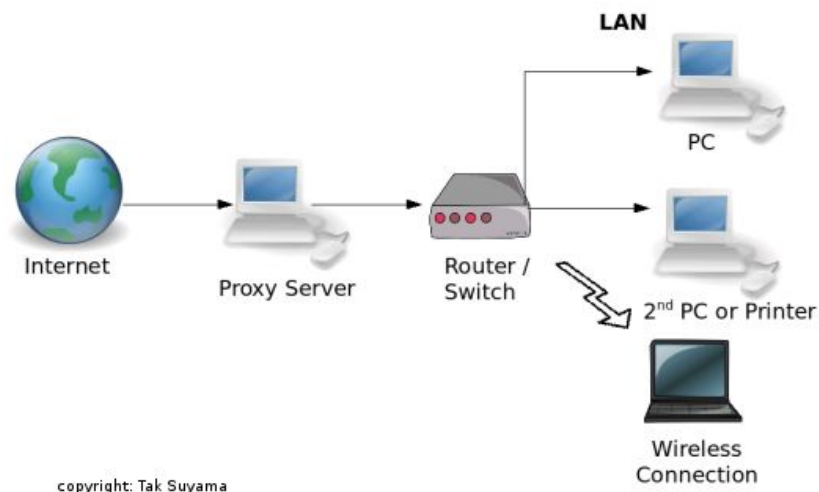 LAN
PC
Internet
Proxy Server
Router /
Switch
2nd PC or Printer
Wireless
Connection
copyright: Tak Suyama